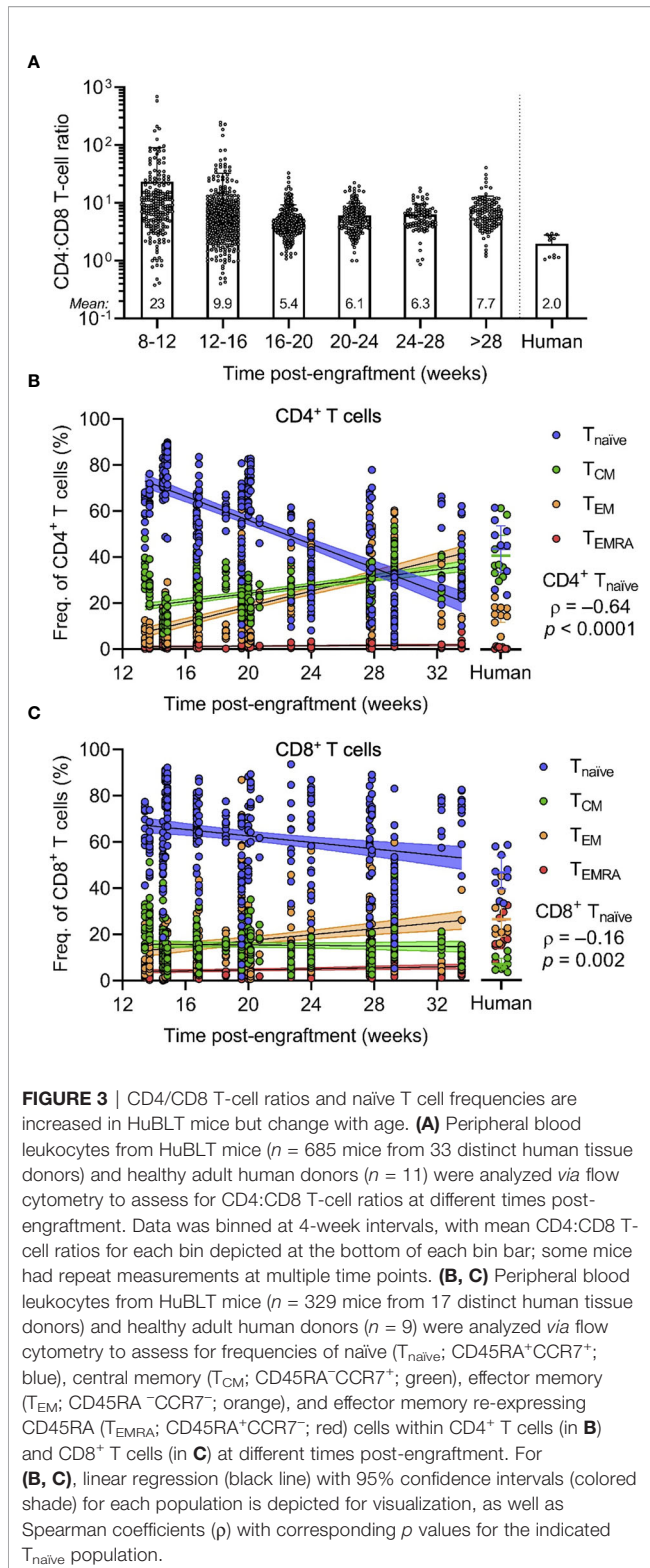 A
CD4:CD8 T-cell ratio
10³
10²
10¹
10⁰
10⁻¹
Mean:
23
9.9
5.4
6.1
6.3
7.7
2.0
8-12
12-16
16-20
20-24
24-28
>28
Human
Time post-engraftment (weeks)
B
CD4⁺ T cells
Freq. of CD4⁺ T cells (%)
100
80
60
40
20
0
12
16
20
24
28
32
Human
Time post-engraftment (weeks)
Tnaïve
TCM
TEM
TEMRA
CD4⁺ Tnaïve
ρ = –0.64
p < 0.0001
C
CD8⁺ T cells
Freq. of CD8⁺ T cells (%)
100
80
60
40
20
0
12
16
20
24
28
32
Human
Time post-engraftment (weeks)
Tnaïve
TCM
TEM
TEMRA
CD8⁺ Tnaïve
ρ = –0.16
p = 0.002
FIGURE 3 | CD4/CD8 T-cell ratios and naïve T cell frequencies are
increased in HuBLT mice but change with age. (A) Peripheral blood
leukocytes from HuBLT mice (n = 685 mice from 33 distinct human tissue
donors) and healthy adult human donors (n = 11) were analyzed via flow
cytometry to assess for CD4:CD8 T-cell ratios at different times post-
engraftment. Data was binned at 4-week intervals, with mean CD4:CD8 T-
cell ratios for each bin depicted at the bottom of each bin bar; some mice
had repeat measurements at multiple time points. (B, C) Peripheral blood
leukocytes from HuBLT mice (n = 329 mice from 17 distinct human tissue
donors) and healthy adult human donors (n = 9) were analyzed via flow
cytometry to assess for frequencies of naïve (Tnaïve; CD45RA⁺CCR7⁺;
blue), central memory (TCM; CD45RA⁻CCR7⁺; green), effector memory
(TEM; CD45RA ⁻CCR7⁻; orange), and effector memory re-expressing
CD45RA (TEMRA; CD45RA⁺CCR7⁻; red) cells within CD4⁺ T cells (in B)
and CD8⁺ T cells (in C) at different times post-engraftment. For
(B, C), linear regression (black line) with 95% confidence intervals (colored
shade) for each population is depicted for visualization, as well as
Spearman coefficients (ρ) with corresponding p values for the indicated
Tnaïve population.